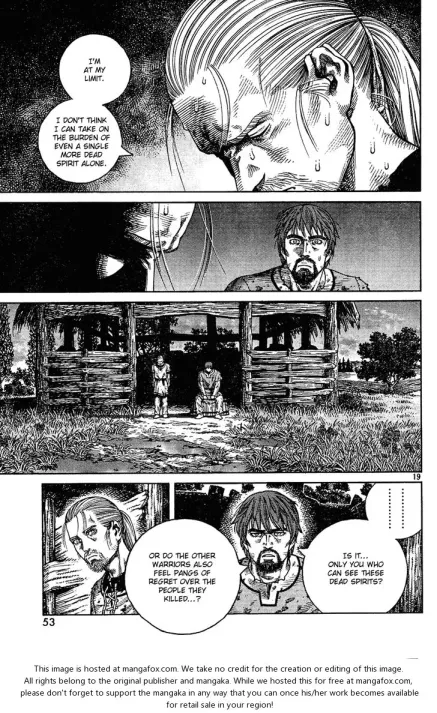 I'M
AT MY
LIMIT.
I DON'T THINK
I CAN TAKE ON
THE BURDEN OF
EVEN A SINGLE
MORE DEAD
SPIRIT ALONE.
19
IS IT...
ONLY YOU WHO
CAN SEE THESE
DEAD SPIRITS?
OR DO THE OTHER
WARRIORS ALSO
FEEL PANGS OF
REGRET OVER THE
PEOPLE THEY
KILLED...?
53
This image is hosted at mangafox.com. We take no credit for the creation or editing of this image.
All rights belong to the original publisher and mangaka. While we hosted this for free at mangafox.com,
please don't forget to support the mangaka in any way that you can once his/her work becomes available
for retail sale in your region!